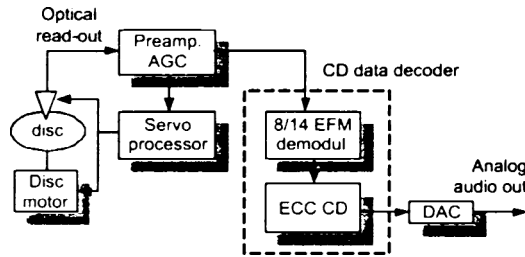 Optical
read-out
Preamp.
AGC
CD data decoder
disc
Servo
processor
8/14 EFM
demodul
Disc
motor
ECC CD
DAC
Analog
audio out